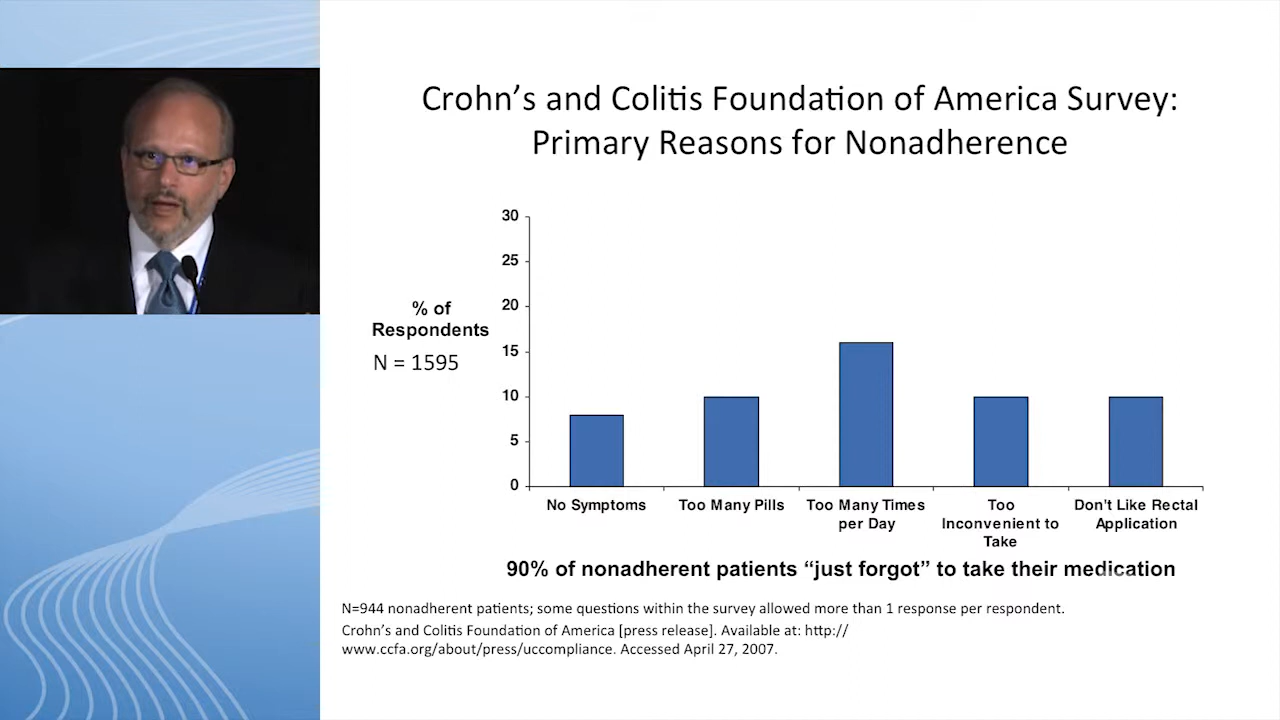 Crohn’s and Colitis Foundation of America Survey:
Primary Reasons for Nonadherence
30
25
20
15
10
5
0
% of
Respondents
N = 1595
No Symptoms
Too Many Pills
Too Many Times
per Day
Too
Inconvenient to
Take
Don't Like Rectal
Application
90% of nonadherent patients “just forgot” to take their medication
N=944 nonadherent patients; some questions within the survey allowed more than 1 response per respondent.
Crohn’s and Colitis Foundation of America [press release]. Available at: http://
www.ccfa.org/about/press/uccompliance. Accessed April 27, 2007.